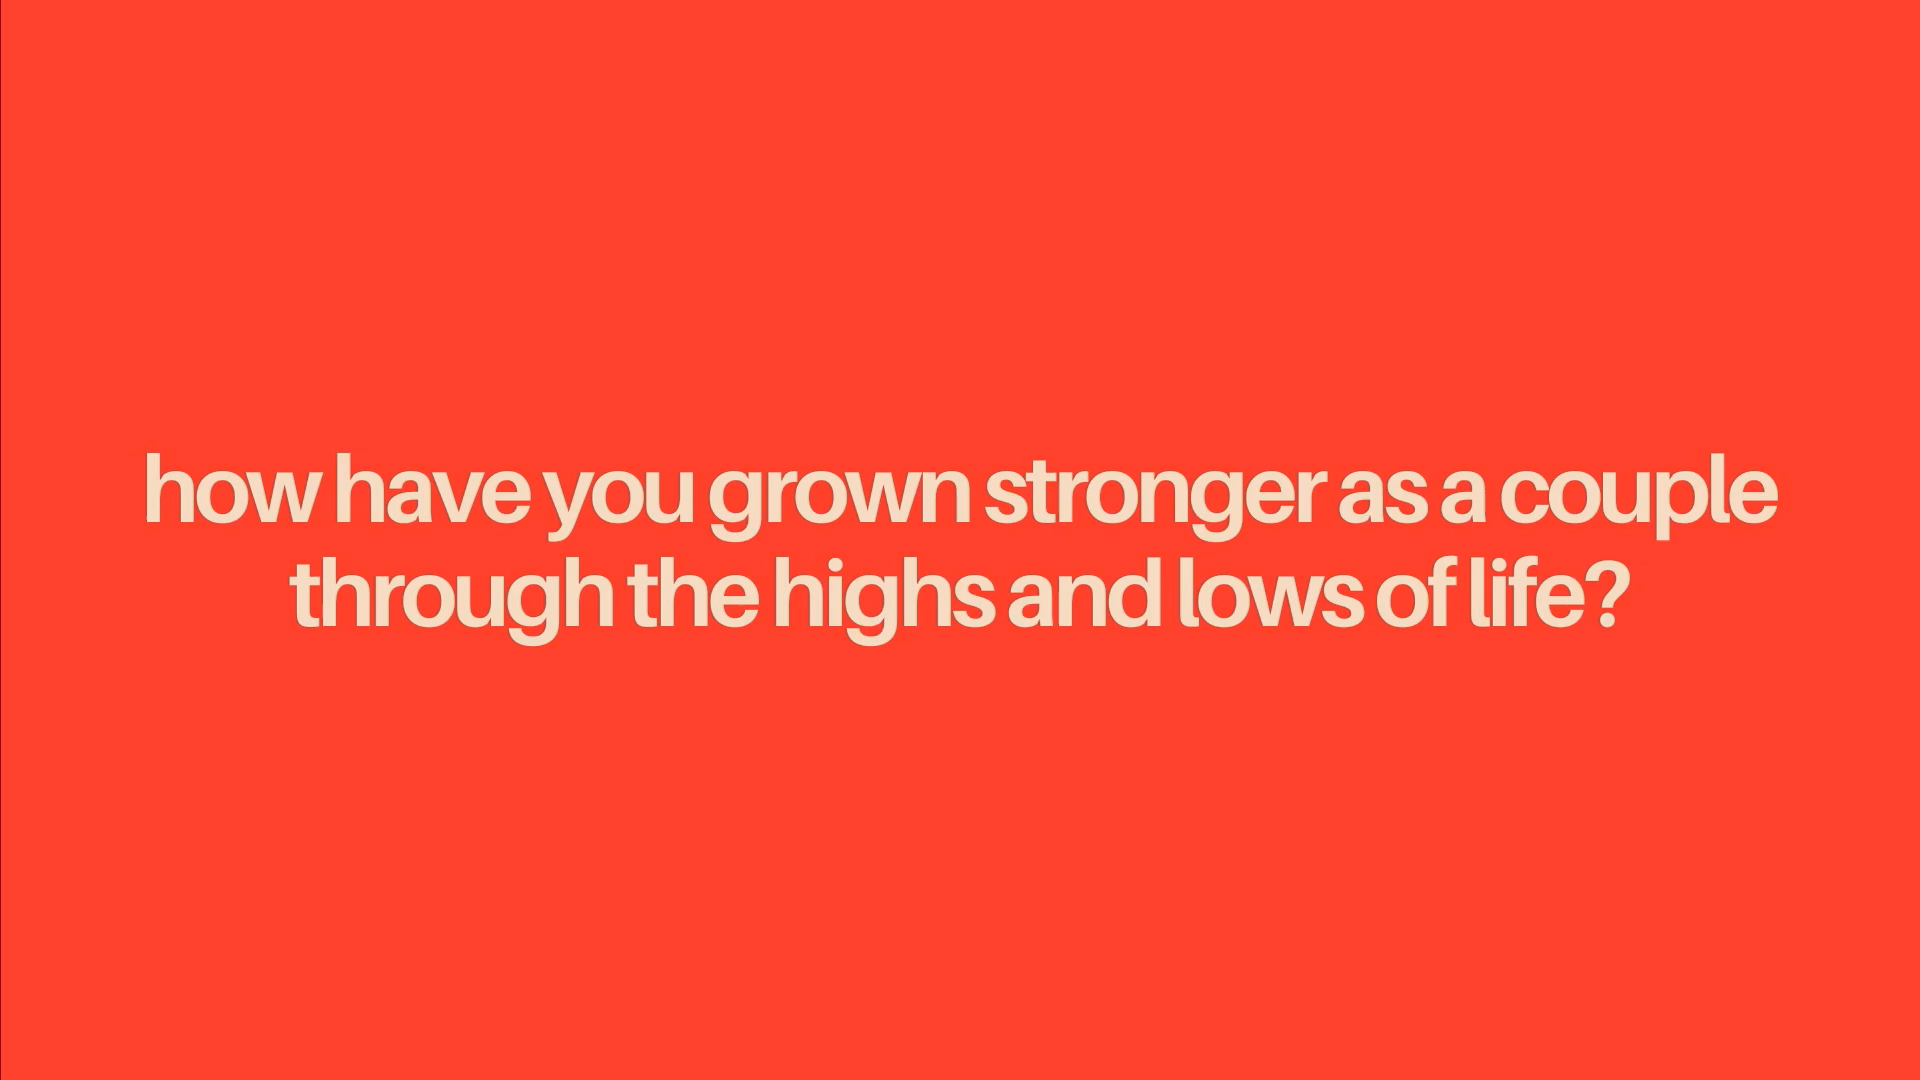 how have you grown stronger as a couple
through the highs and lows of life?